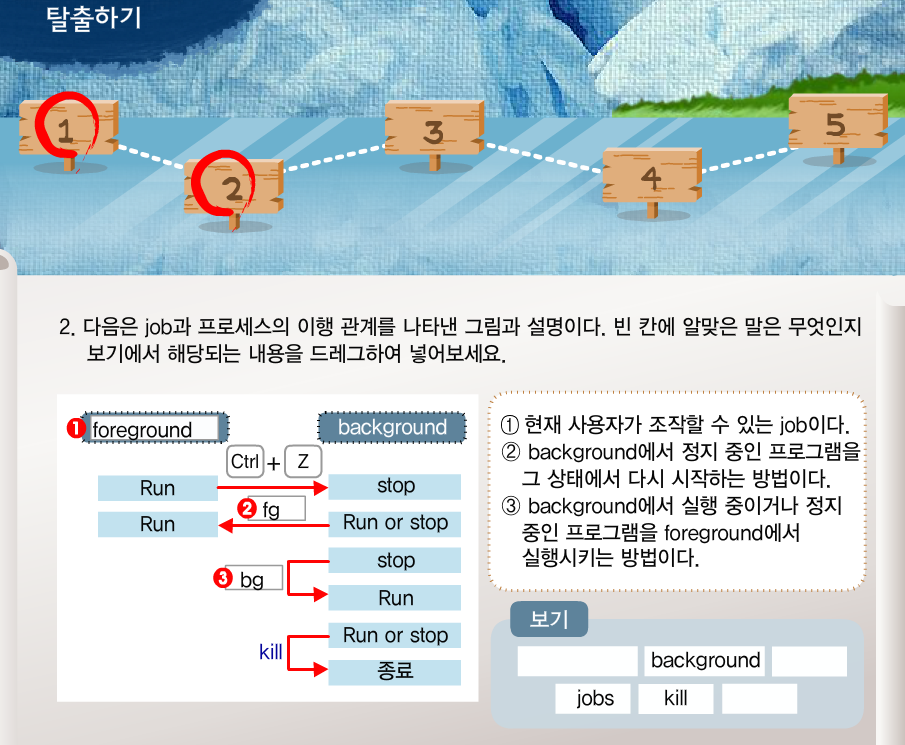 탈출하기
1
2
3
4
5
2. 다음은 job과 프로세스의 이행 관계를 나타낸 그림과 설명이다. 빈 칸에 알맞은 말은 무엇인지
보기에서 해당되는 내용을 드레그하여 넣어보세요.
1 foreground
background
Ctrl + Z
Run
stop
2 fg
Run
Run or stop
stop
3 bg
Run
Run or stop
kill
종료
① 현재 사용자가 조작할 수 있는 job이다.
② background에서 정지 중인 프로그램을
그 상태에서 다시 시작하는 방법이다.
③ background에서 실행 중이거나 정지
중인 프로그램을 foreground에서
실행시키는 방법이다.
보기
background
jobs
kill